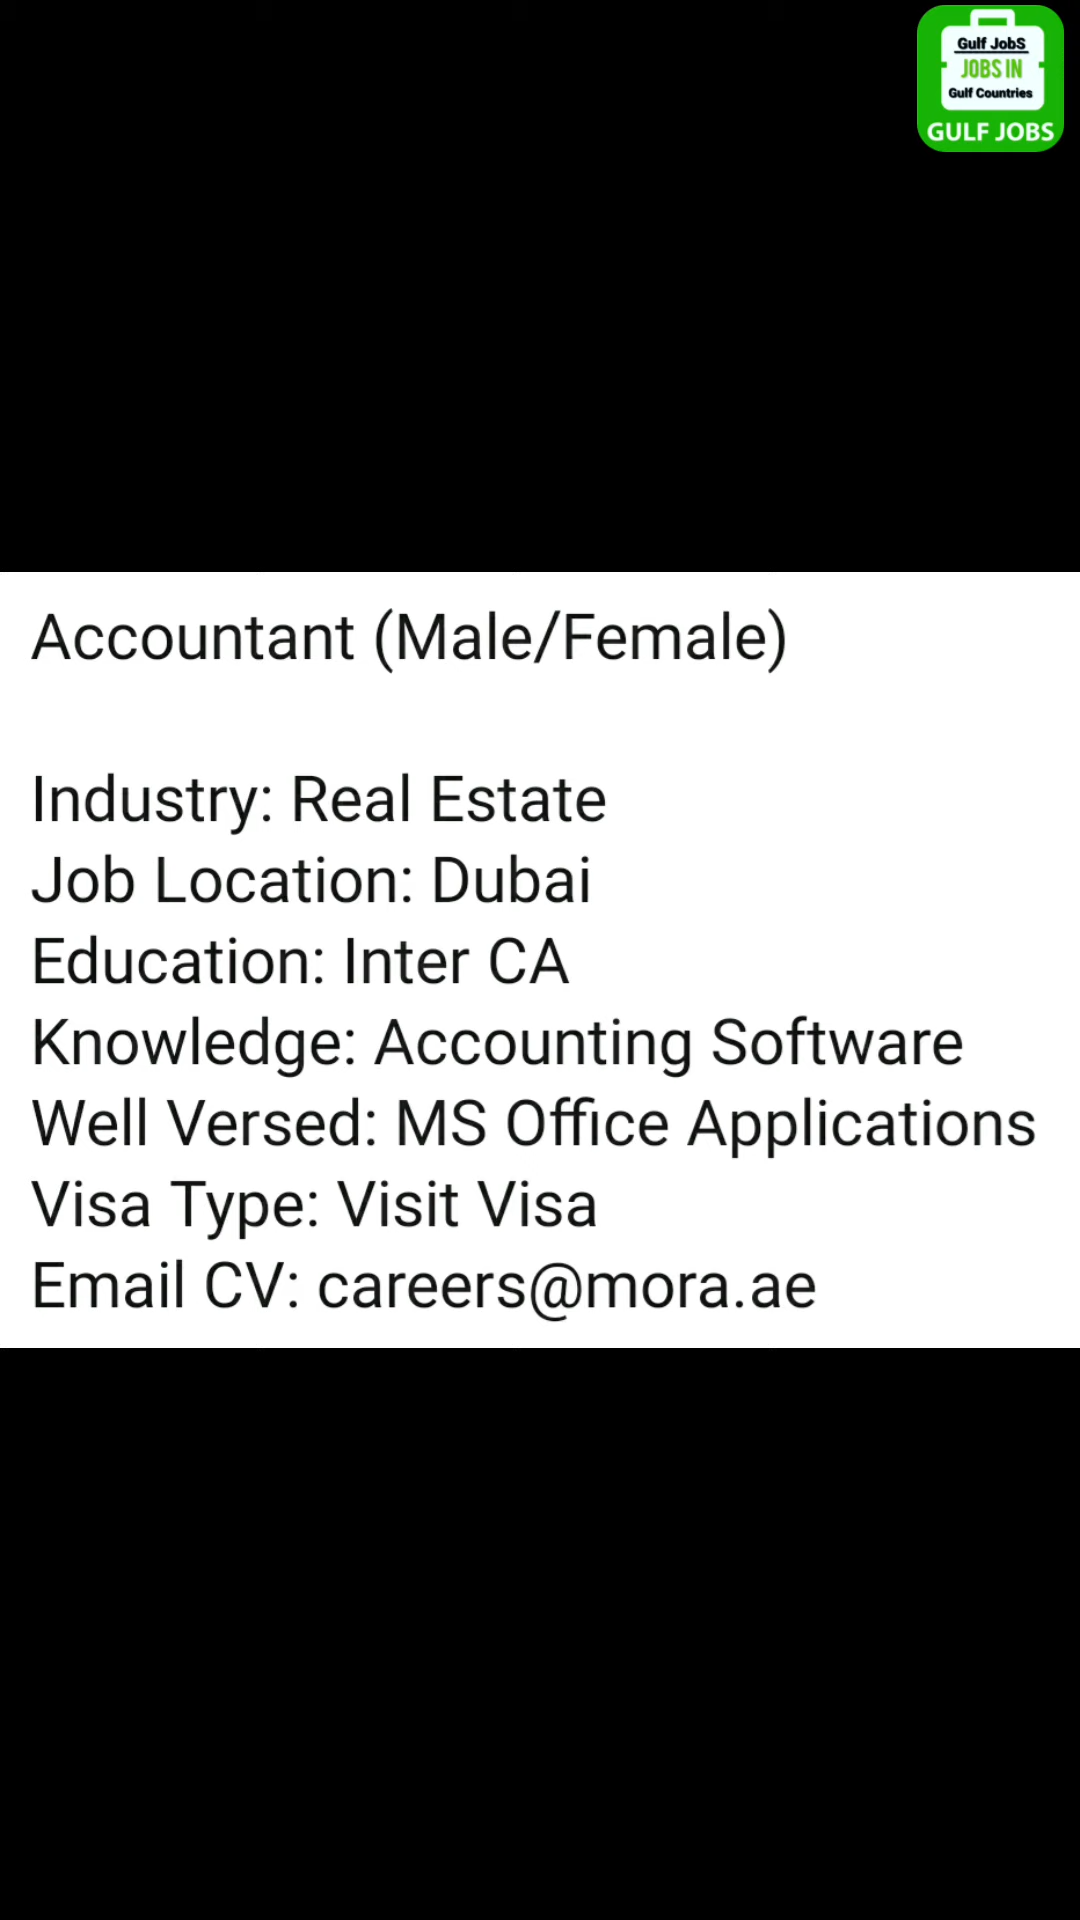 Gulf JobS
JOBS IN
Gulf Countries
GULF JOBS
Accountant (Male/Female)
Industry: Real Estate
Job Location: Dubai
Education: Inter CA
Knowledge: Accounting Software
Well Versed: MS Office Applications
Visa Type: Visit Visa
Email CV: careers@mora.ae